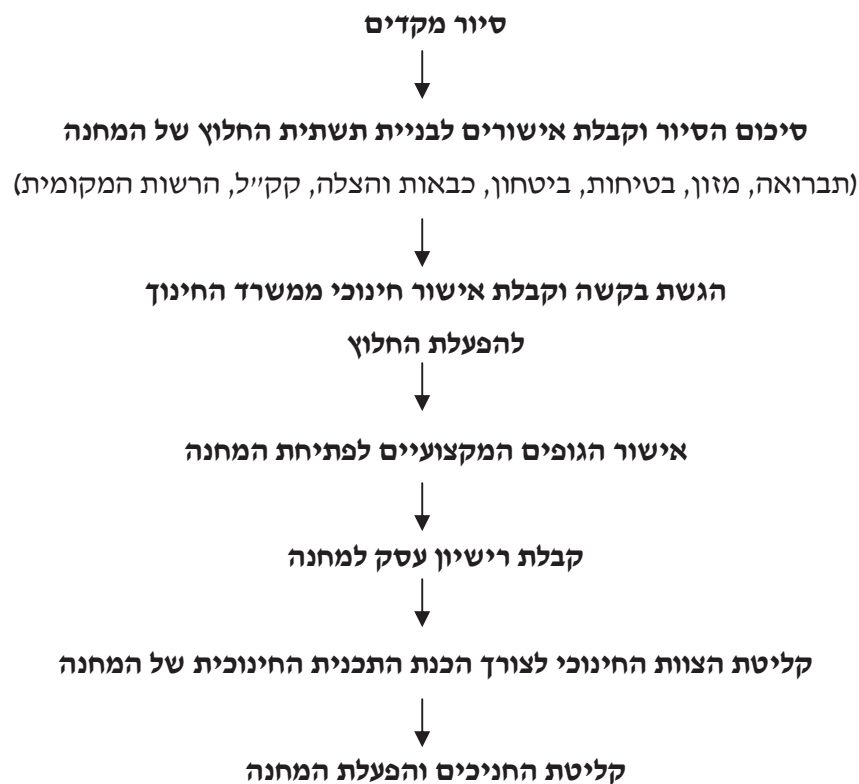 סיור מקדים
סיכום הסיור וקבלת אישורים לבניית תשתית החלוץ של המחנה
(תברואה, מזון, בטיחות, ביטחון, כבאות והצלה, קק״ל, הרשות המקומית)
הגשת בקשה וקבלת אישור חינוכי ממשרד החינוך
להפעלת החלוץ
אישור הגופים המקצועיים לפתיחת המחנה
קבלת רישיון עסק למחנה
קליטת הצוות החינוכי לצורך הכנת התכנית החינוכית של המחנה
קליטת החניכים והפעלת המחנה